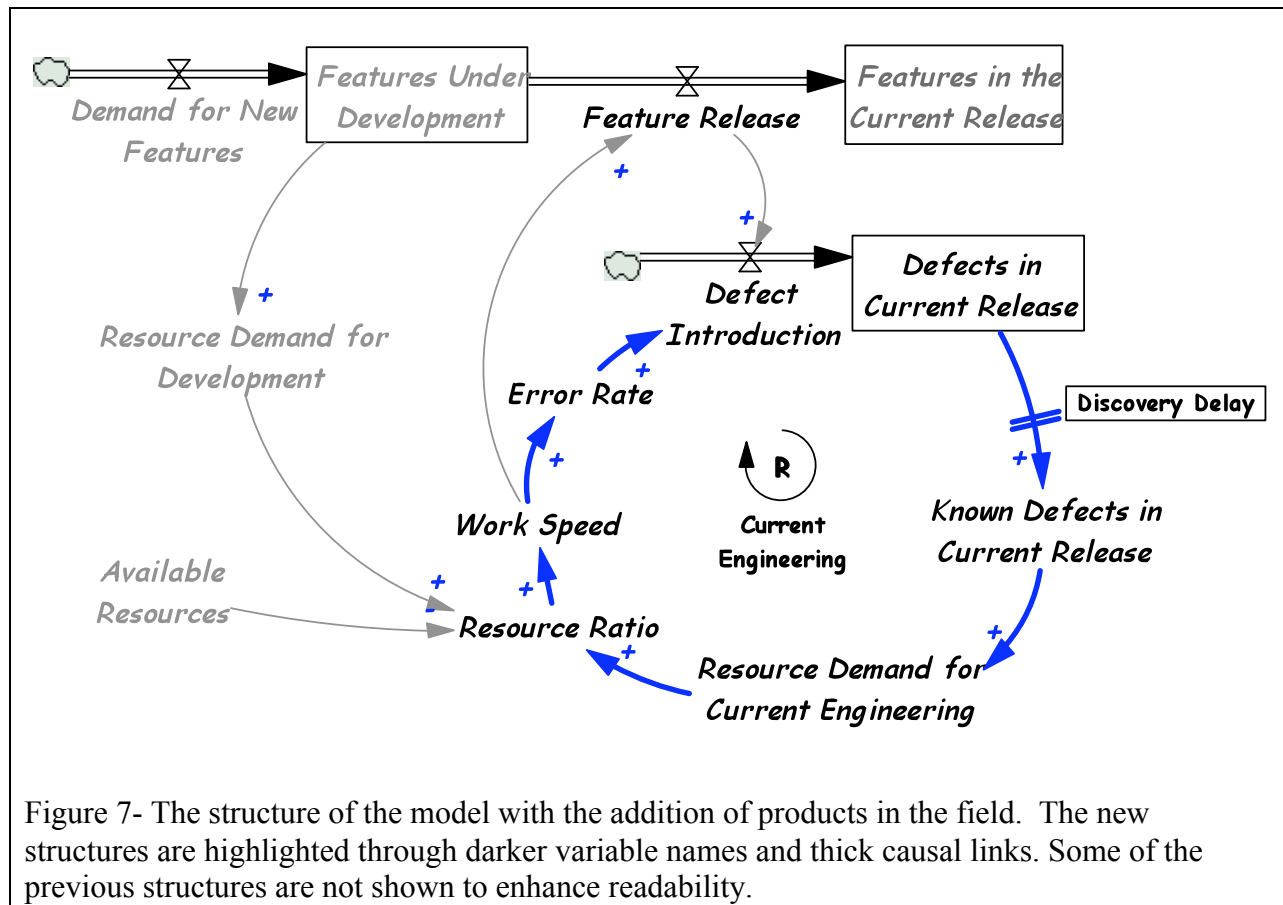 Features Under
Development
Features in the
Current Release
Demand for New
Features
Feature Release
+
+
+
Defects in
Current Release
Defect
Introduction
Resource Demand for
Development
+
Error Rate
Discovery Delay
+
+
R
Current
Engineering
Work Speed
Known Defects in
Current Release
Available
Resources
+
-
+
Resource Ratio
+
+
Resource Demand for
Current Engineering
Figure 7- The structure of the model with the addition of products in the field. The new
structures are highlighted through darker variable names and thick causal links. Some of the
previous structures are not shown to enhance readability.